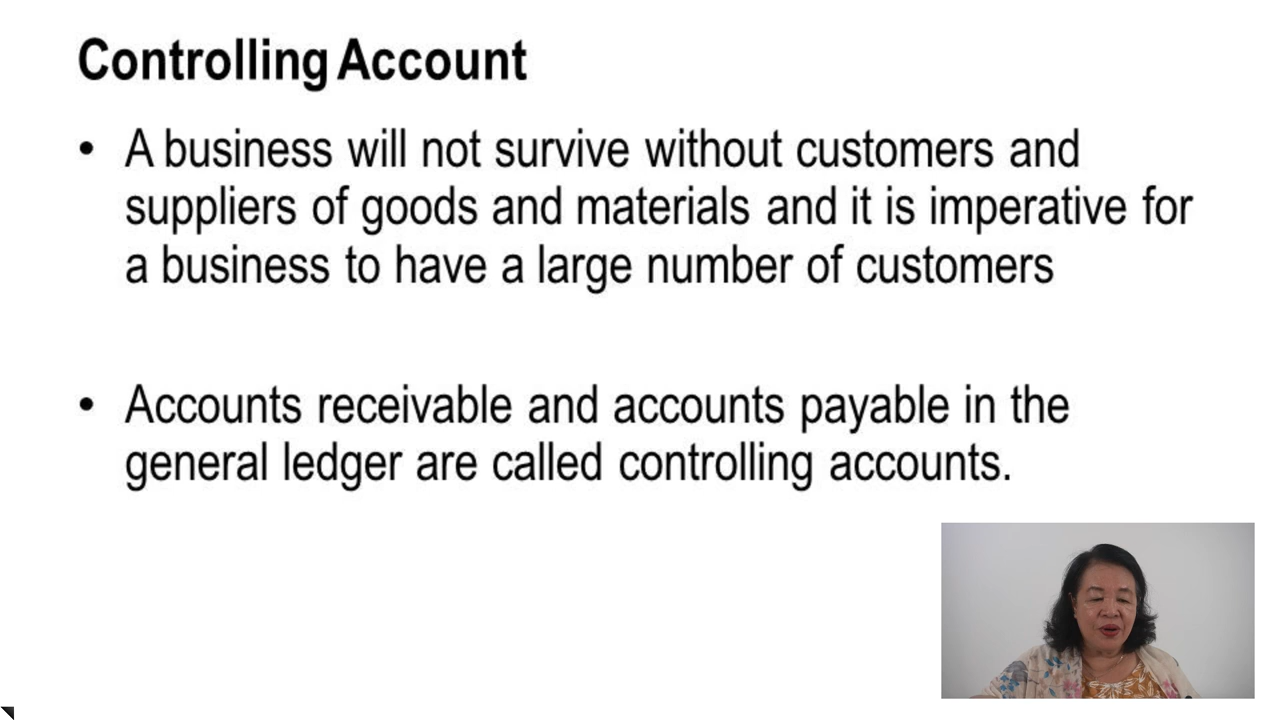 Controlling Account
• A business will not survive without customers and
suppliers of goods and materials and it is imperative for
a business to have a large number of customers
• Accounts receivable and accounts payable in the
general ledger are called controlling accounts.